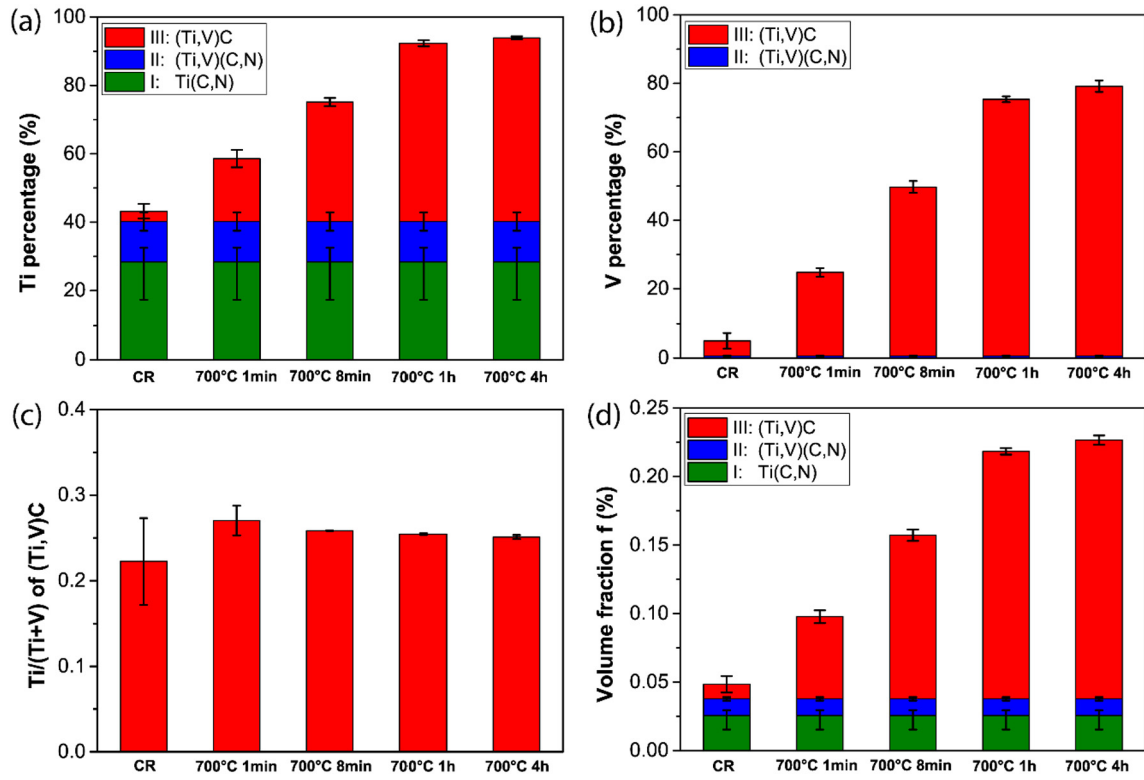 (a)
III: (Ti,V)C
II: (Ti,V)(C,N)
I: Ti(C,N)
Ti percentage (%)
100
80
60
40
20
0
CR 700°C 1min 700°C 8min 700°C 1h 700°C 4h
(b)
III: (Ti,V)C
II: (Ti,V)(C,N)
V percentage (%)
100
80
60
40
20
0
CR 700°C 1min 700°C 8min 700°C 1h 700°C 4h
(c)
Ti/(Ti+V) of (Ti,V)C
0.4
0.3
0.2
0.1
0.0
CR 700°C 1min 700°C 8min 700°C 1h 700°C 4h
(d)
III: (Ti,V)C
II: (Ti,V)(C,N)
I: Ti(C,N)
Volume fraction f (%)
0.25
0.20
0.15
0.10
0.05
0.00
CR 700°C 1min 700°C 8min 700°C 1h 700°C 4h